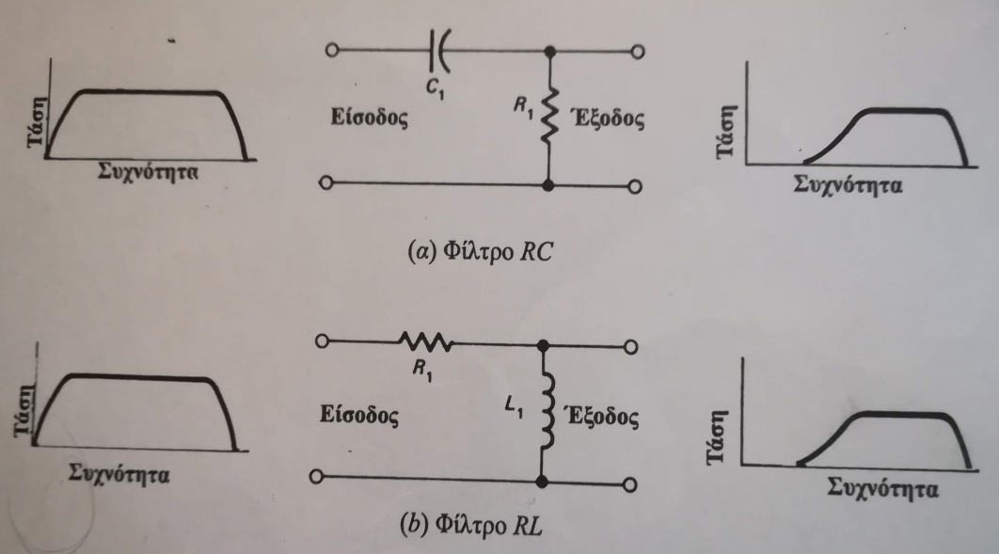 Τάση
Συχνότητα
C1
R1
Είσοδος
Έξοδος
Τάση
Συχνότητα
(α) Φίλτρο RC
Τάση
Συχνότητα
R1
L1
Είσοδος
Έξοδος
Τάση
Συχνότητα
(b) Φίλτρο RL